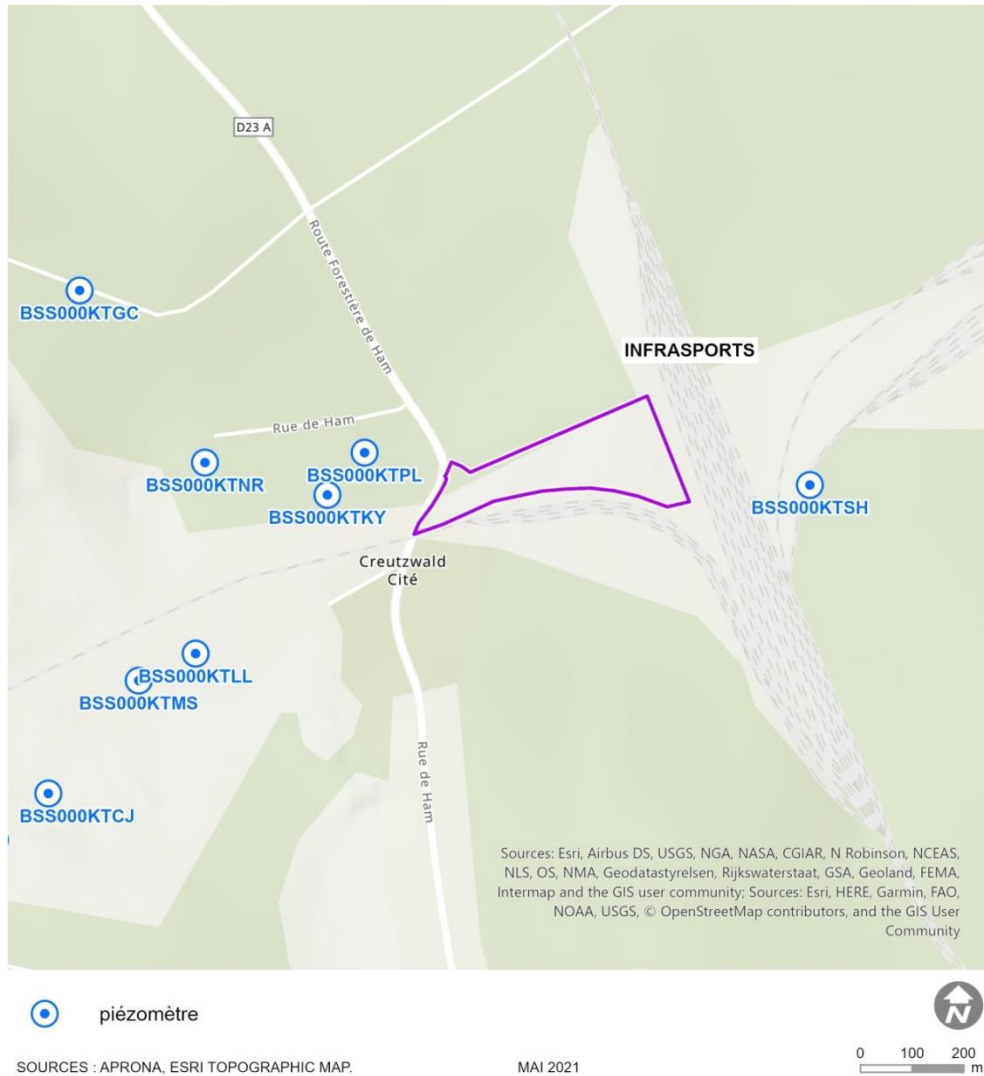 D23 A
Route Forestière de Ham
BSS000KTGC
INFRASPORTS
Rue de Ham
BSS000KTNR
BSS000KTPL
BSS000KTKY
BSS000KTSH
Creutzwald
Cité
BSS000KTLL
BSS000KTMS
Rue de Ham
BSS000KTCJ
Sources: Esri, Airbus DS, USGS, NGA, NASA, CGIAR, N Robinson, NCEAS,
NLS, OS, NMA, Geodatastyrelsen, Rijkswaterstaat, GSA, Geoland, FEMA,
Intermap and the GIS user community; Sources: Esri, HERE, Garmin, FAO,
NOAA, USGS, © OpenStreetMap contributors, and the GIS User
Community
piézomètre
N
SOURCES : APRONA, ESRI TOPOGRAPHIC MAP.
MAI 2021
0 100 200
m